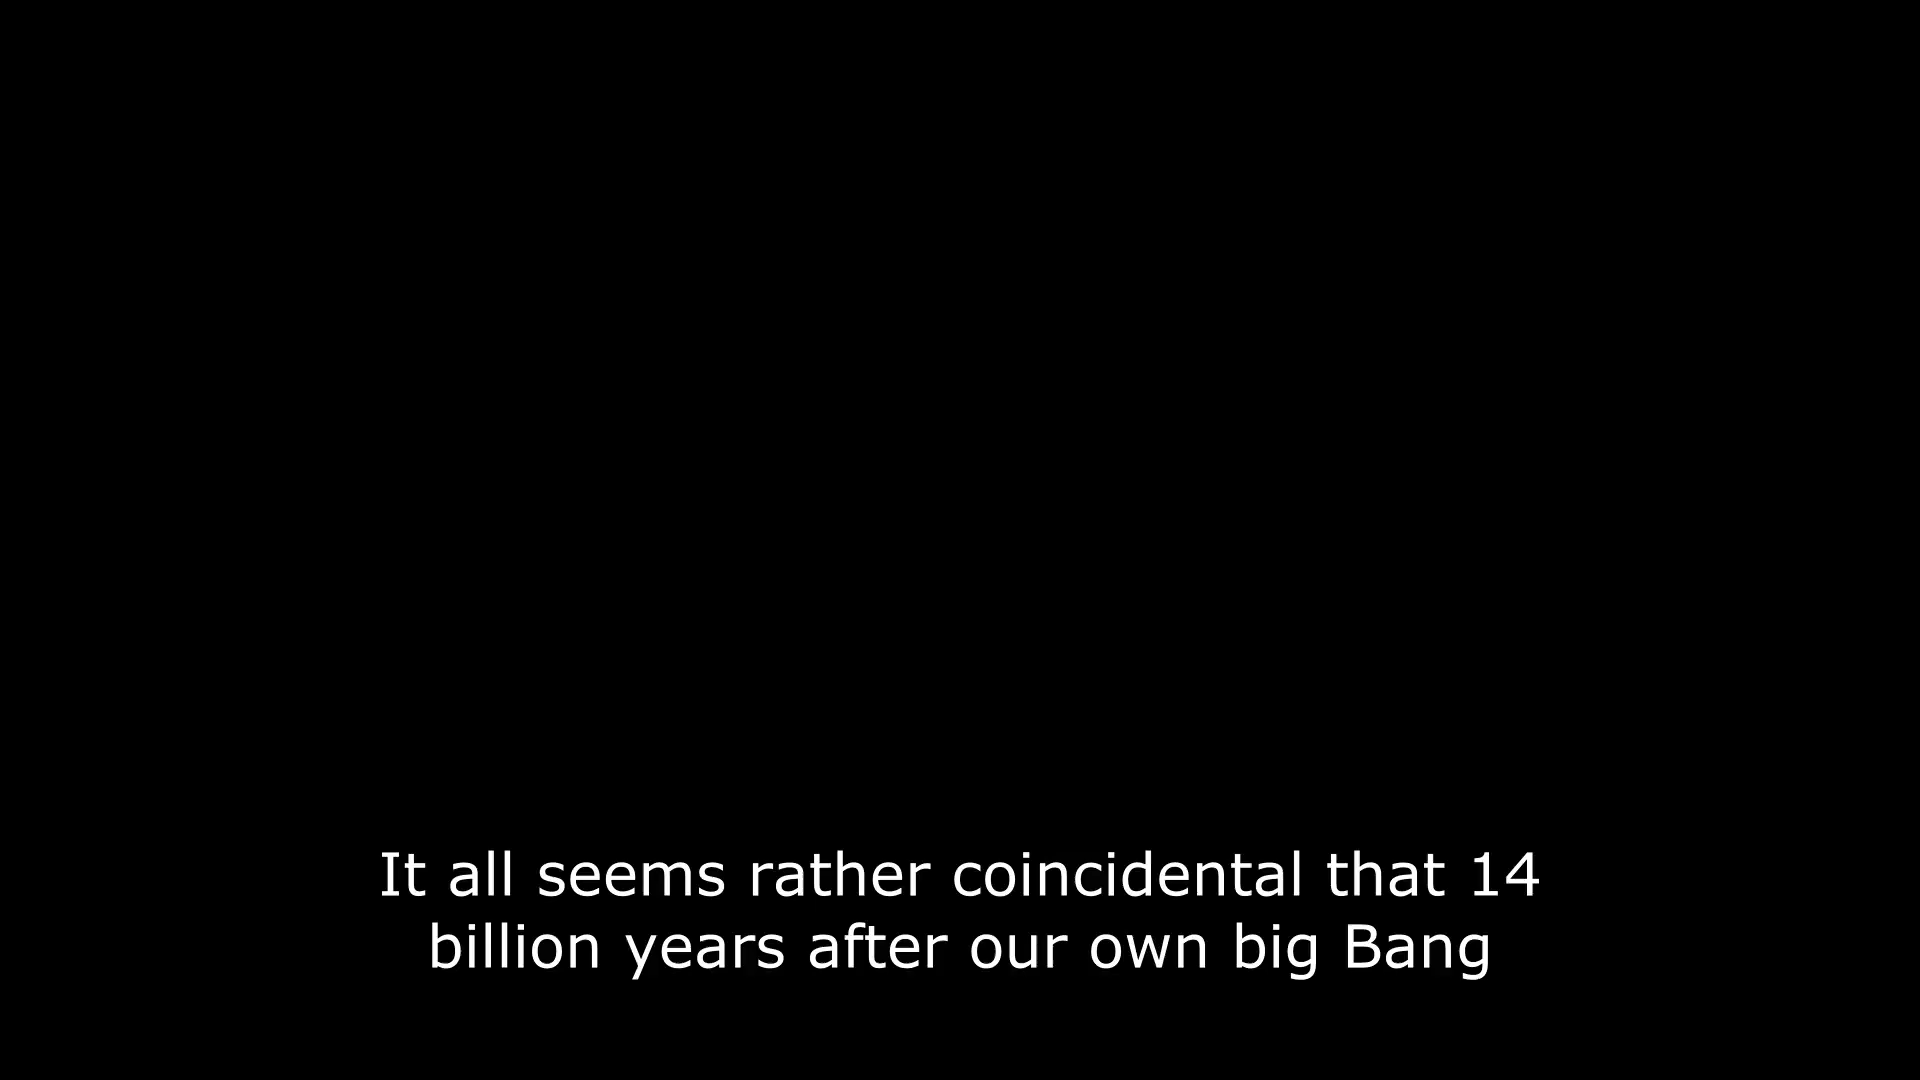 It all seems rather coincidental that 14
billion years after our own big Bang